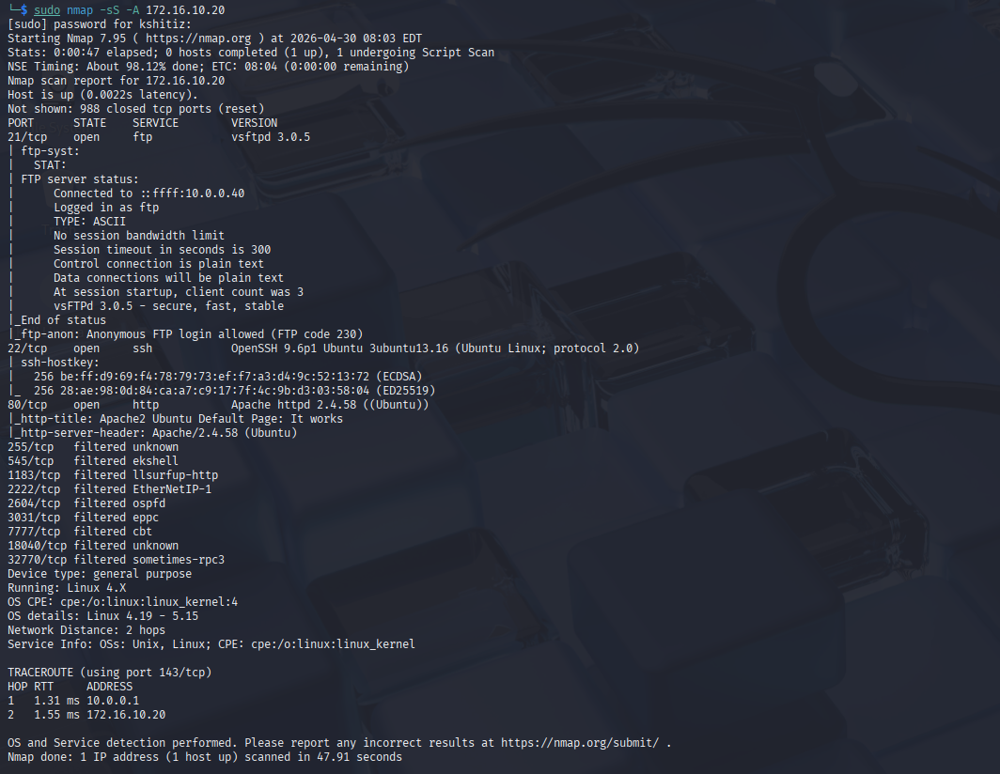 └─$ sudo nmap -sS -A 172.16.10.20
[sudo] password for kshitiz:
Starting Nmap 7.95 ( https://nmap.org ) at 2026-04-30 08:03 EDT
Stats: 0:00:47 elapsed; 0 hosts completed (1 up), 1 undergoing Script Scan
NSE Timing: About 98.12% done; ETC: 08:04 (0:00:00 remaining)
Nmap scan report for 172.16.10.20
Host is up (0.0022s latency).
Not shown: 988 closed tcp ports (reset)
PORT      STATE    SERVICE        VERSION
21/tcp    open     ftp            vsftpd 3.0.5
| ftp-syst:
|   STAT:
| FTP server status:
|      Connected to ::ffff:10.0.0.40
|      Logged in as ftp
|      TYPE: ASCII
|      No session bandwidth limit
|      Session timeout in seconds is 300
|      Control connection is plain text
|      Data connections will be plain text
|      At session startup, client count was 3
|      vsFTPd 3.0.5 - secure, fast, stable
|_End of status
|_ftp-anon: Anonymous FTP login allowed (FTP code 230)
22/tcp    open     ssh            OpenSSH 9.6p1 Ubuntu 3ubuntu13.16 (Ubuntu Linux; protocol 2.0)
| ssh-hostkey:
|   256 be:ff:d9:69:f4:78:79:73:ef:f7:a3:d4:9c:52:13:72 (ECDSA)
|_  256 28:ae:98:0d:84:ca:a7:c9:17:7f:4c:9b:d3:03:58:04 (ED25519)
80/tcp    open     http           Apache httpd 2.4.58 ((Ubuntu))
|_http-title: Apache2 Ubuntu Default Page: It works
|_http-server-header: Apache/2.4.58 (Ubuntu)
255/tcp   filtered unknown
545/tcp   filtered ekshell
1183/tcp  filtered llsurfup-http
2222/tcp  filtered EtherNetIP-1
2604/tcp  filtered ospfd
3031/tcp  filtered eppc
7777/tcp  filtered cbt
18040/tcp filtered unknown
32770/tcp filtered sometimes-rpc3
Device type: general purpose
Running: Linux 4.X
OS CPE: cpe:/o:linux:linux_kernel:4
OS details: Linux 4.19 - 5.15
Network Distance: 2 hops
Service Info: OSs: Unix, Linux; CPE: cpe:/o:linux:linux_kernel
TRACEROUTE (using port 143/tcp)
HOP RTT     ADDRESS
1   1.31 ms 10.0.0.1
2   1.55 ms 172.16.10.20
OS and Service detection performed. Please report any incorrect results at https://nmap.org/submit/ .
Nmap done: 1 IP address (1 host up) scanned in 47.91 seconds